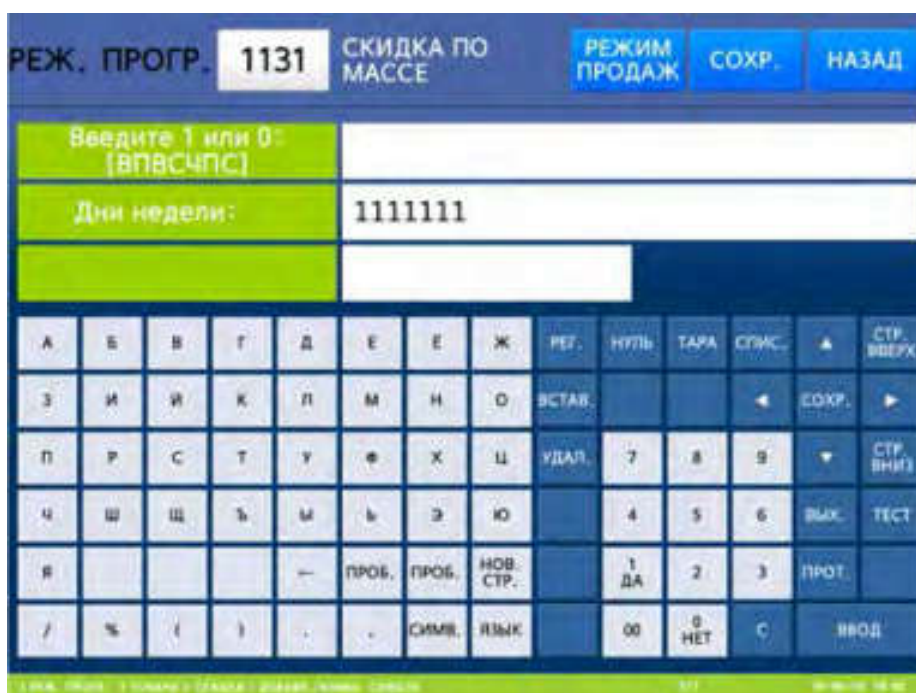 РЕЖ. ПРОГР. 1131 СКИДКА ПО МАССЕ РЕЖИМ ПРОДАЖ СОХР. НАЗАД
Введите 1 или 0:
[ВПВСЧПС]
Дни недели: 1111111
А Б В Г Д Е Ё Ж РЕГ. НУЛЬ ТАРА СПИС. ▲ СТР. ВВЕРХ
З И Й К Л М Н О ВСТАВ. ◄ СОХР. ►
П Р С Т У Ф Х Ц УДАЛ. 7 8 9 ▼ СТР. ВНИЗ
Ч Ш Щ Ъ Ы Ь Э Ю 4 5 6 ВЫХ. ТЕСТ
Я ← ПРОБ. ПРОБ. НОВ. СТР. 1 ДА 2 3 ПРОТ.
/ % ( ) СИМВ. ЯЗЫК 00 0 НЕТ С ВВОД